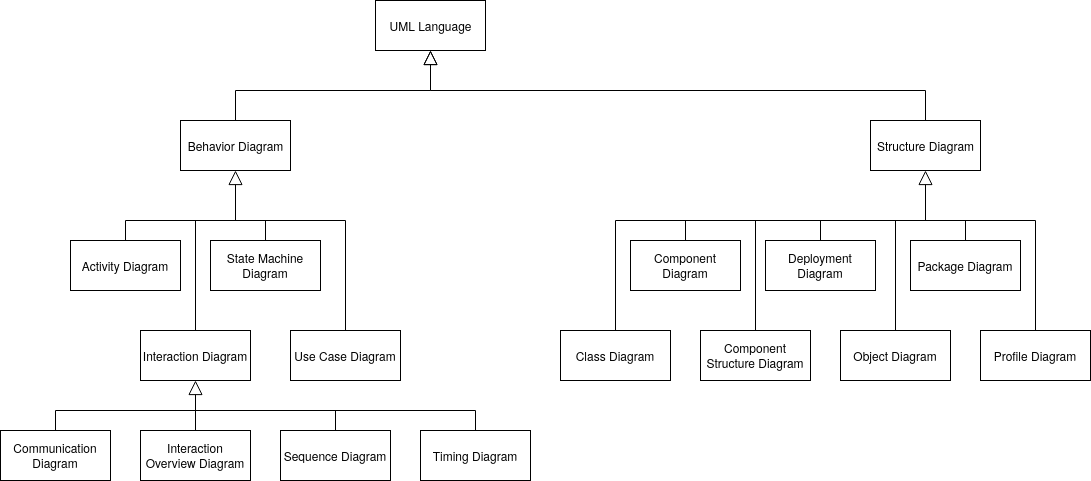 UML Language
Behavior Diagram
Structure Diagram
Activity Diagram
State Machine
Diagram
Component
Diagram
Deployment
Diagram
Package Diagram
Interaction Diagram
Use Case Diagram
Class Diagram
Component
Structure Diagram
Object Diagram
Profile Diagram
Communication
Diagram
Interaction
Overview Diagram
Sequence Diagram
Timing Diagram